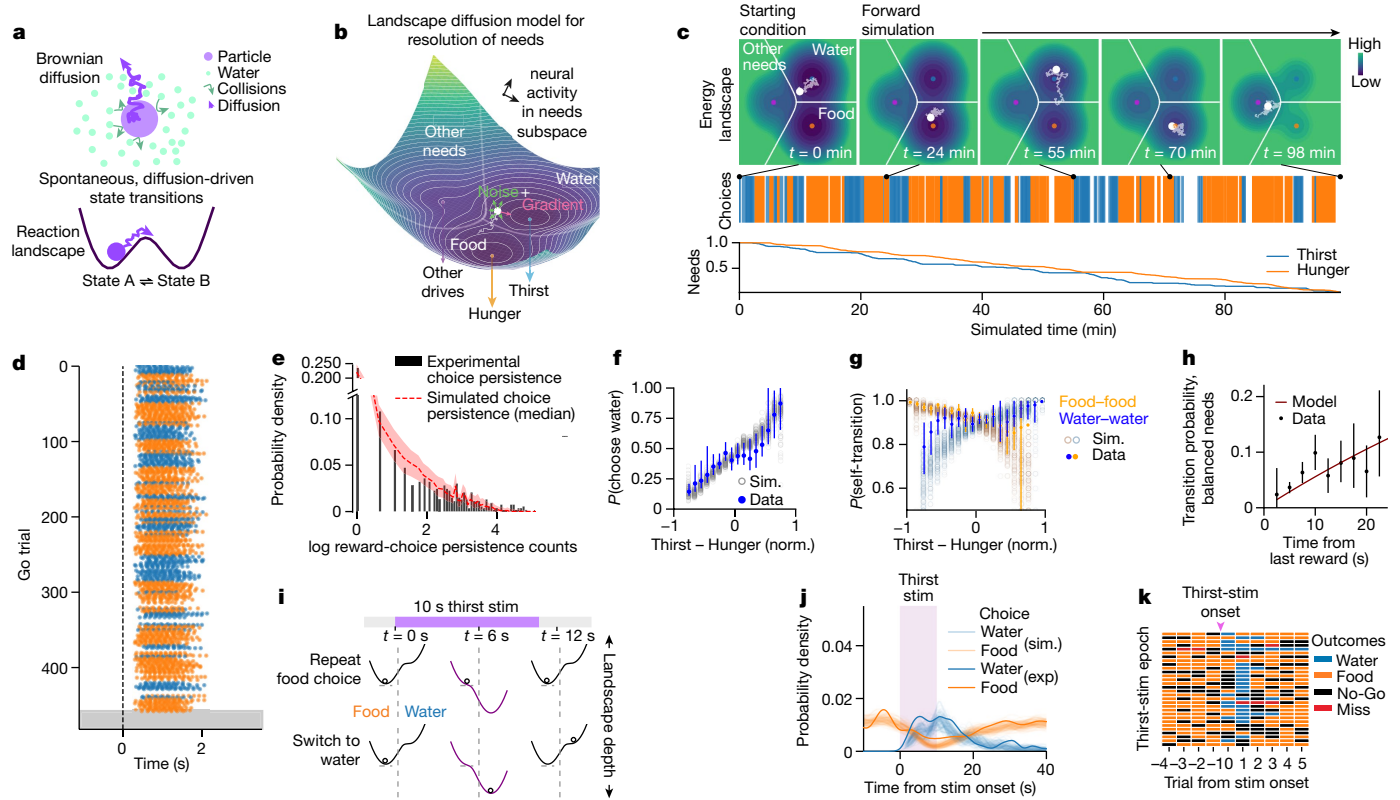 a
Brownian
diffusion
Particle
Water
Collisions
Diffusion
Spontaneous, diffusion-driven
state transitions
Reaction
landscape
State A ⇌ State B
b
Landscape diffusion model for
resolution of needs
neural
activity
in needs
subspace
Other
needs
Water
Noise +
Gradient
Food
Other
drives
Thirst
Hunger
c
Starting
condition
Forward
simulation
Energy
landscape
Other
needs
Water
Food
t = 0 min
t = 24 min
t = 55 min
t = 70 min
t = 98 min
High
Low
Choices
Needs
1.0
0.5
Thirst
Hunger
0 20 40 60 80
Simulated time (min)
d
Go trial
0
100
200
300
400
0 2
Time (s)
e
Probability density
0.250
0.200
0.10
0.05
0
Experimental
choice persistence
Simulated choice
persistence (median)
0 2 4
log reward-choice persistence counts
f
P(choose water)
1.00
0.75
0.50
0.25
0
Sim.
Data
−1 0 1
Thirst – Hunger (norm.)
g
P(self-transition)
1.0
0.8
0.6
Food–food
Water–water
Sim.
Data
−1 0 1
Thirst – Hunger (norm.)
h
Transition probability,
balanced needs
0.2
0.1
0
Model
Data
0 10 20
Time from
last reward (s)
i
10 s thirst stim
t = 0 s
t = 6 s
t = 12 s
Repeat
food choice
Food
Water
Switch to
water
Landscape depth
j
Thirst
stim
Probability density
0.04
0.02
0
Choice
Water
Food
(sim.)
Water
Food
(exp)
0 20 40
Time from stim onset (s)
k
Thirst-stim
onset
Thirst-stim epoch
Outcomes
Water
Food
No-Go
Miss
−4 −3 −2 −1 0 1 2 3 4 5
Trial from stim onset